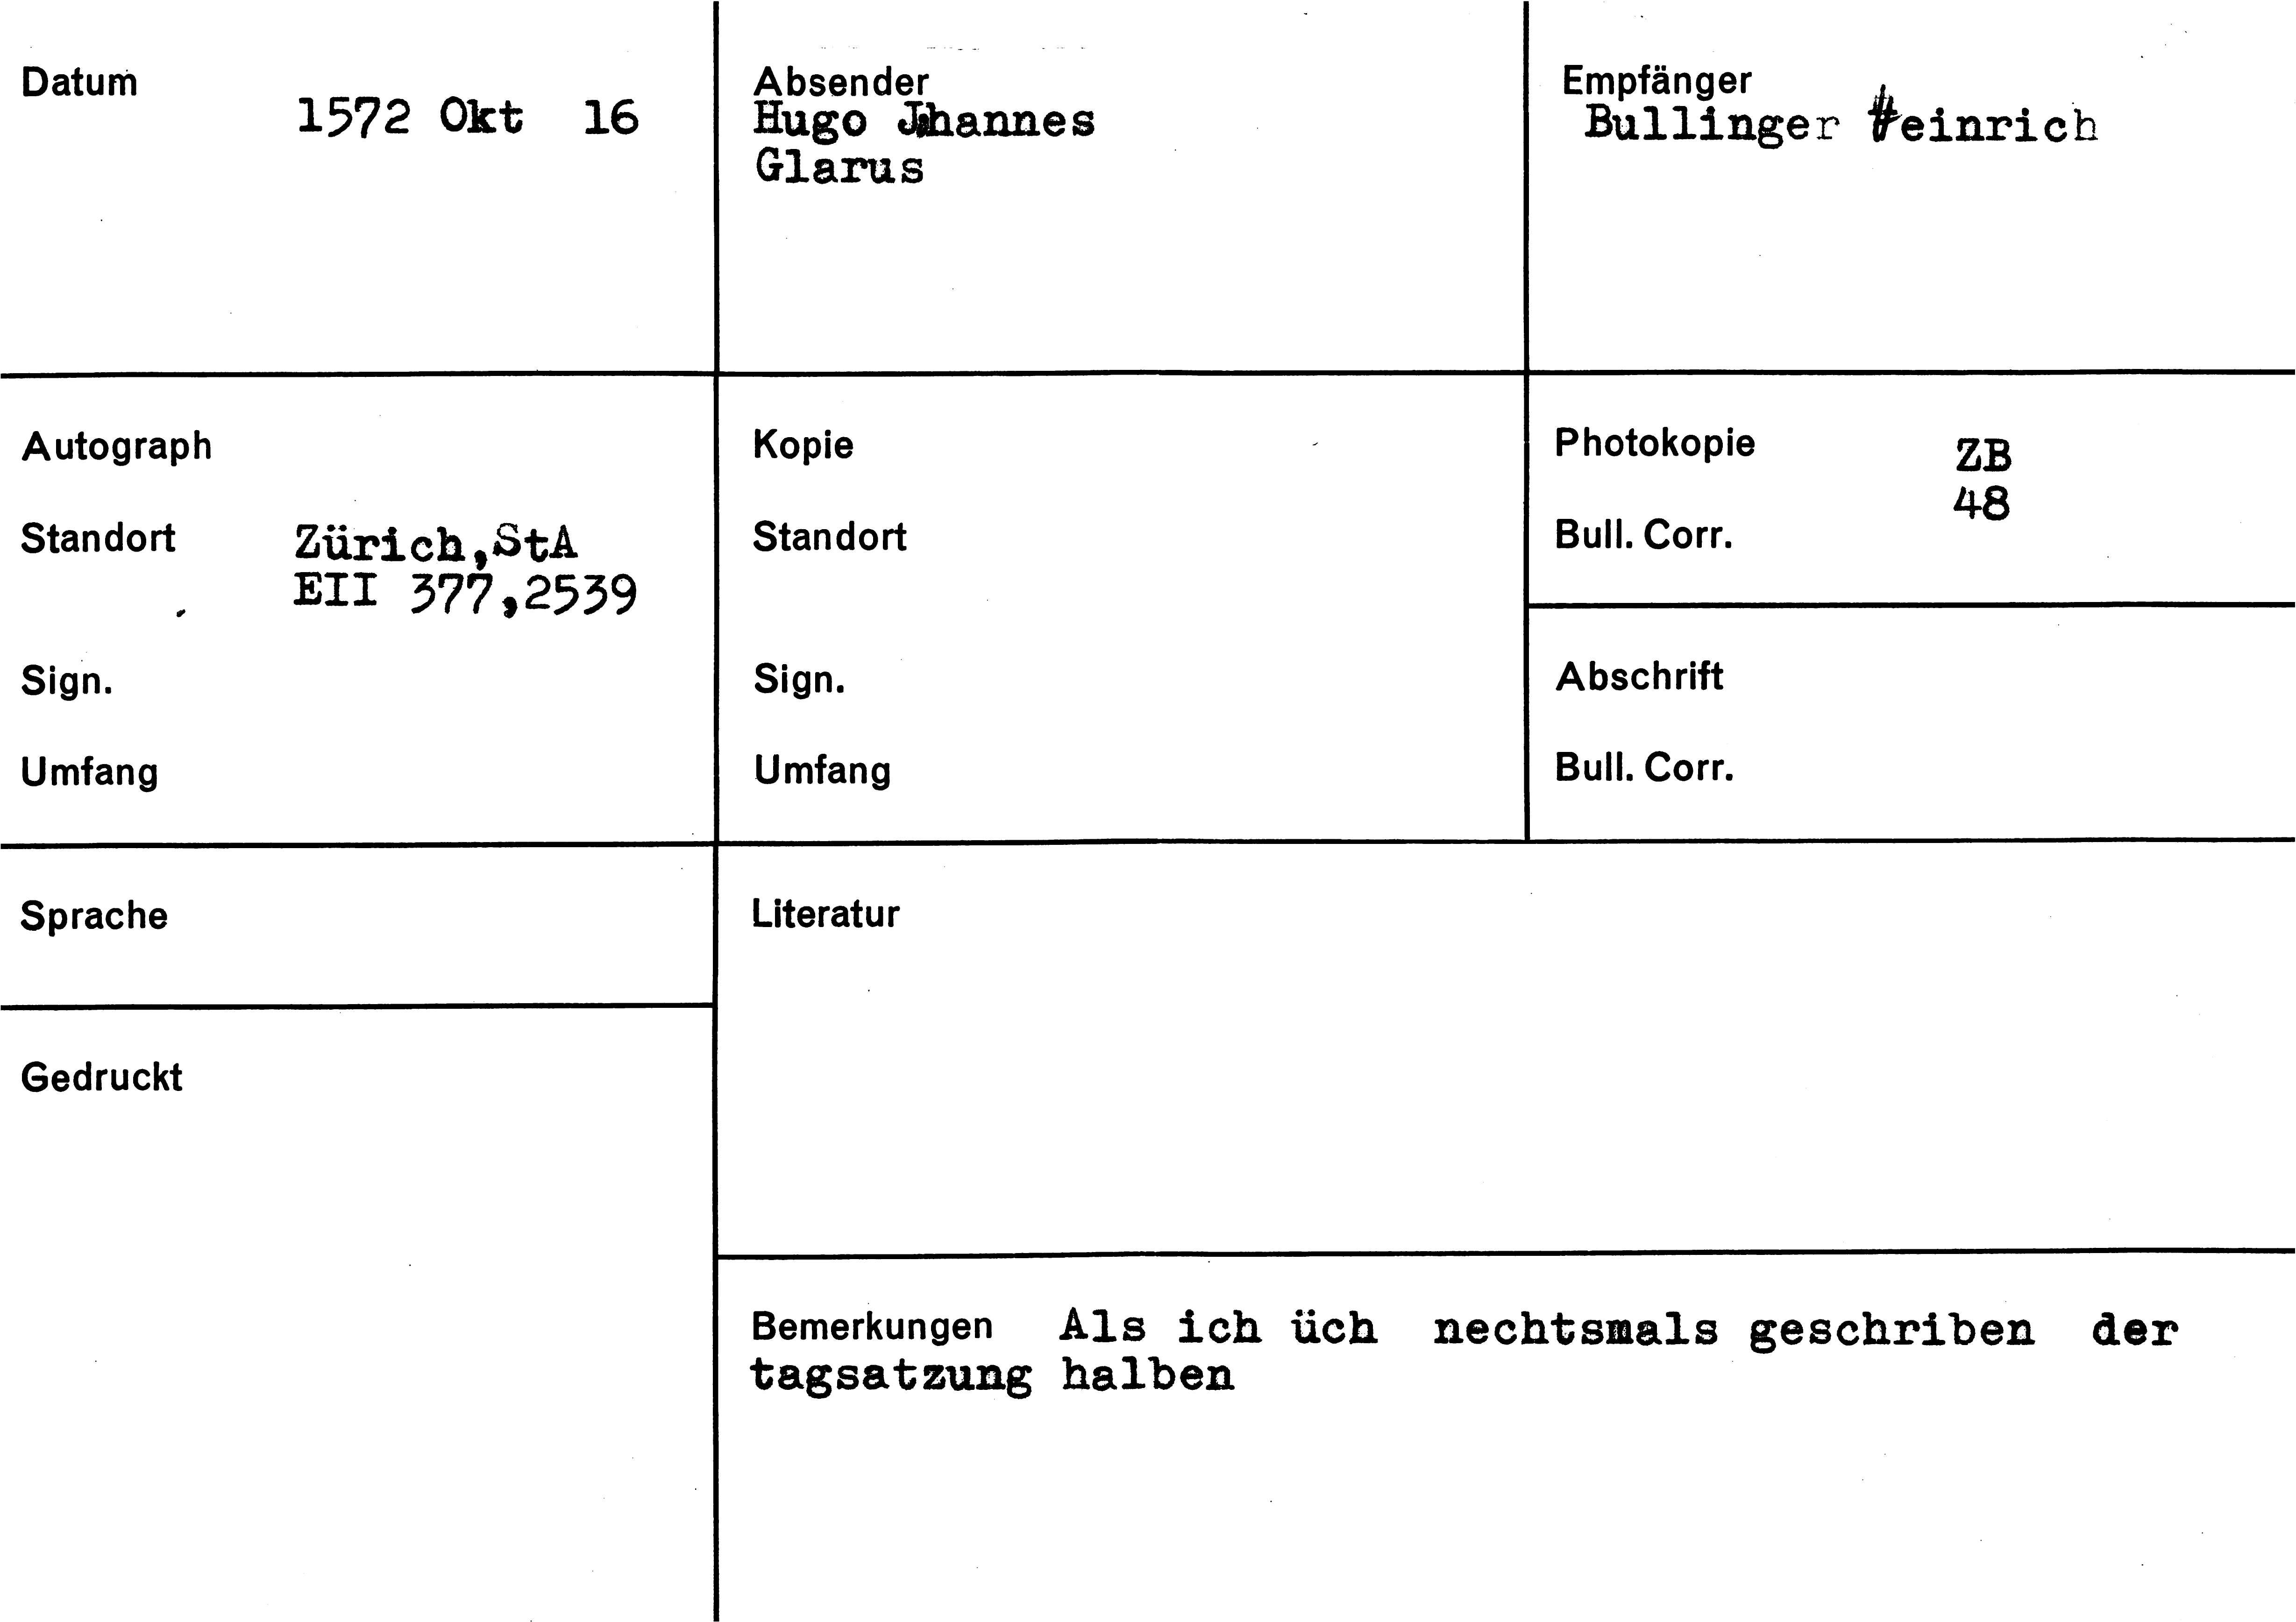 Datum
1572 Okt 16
Absender
Hugo Johannes
Glarus
Empfänger
Bullinger Heinrich
Autograph
Standort
Zürich,StA
EII 377,2539
Sign.
Umfang
Kopie
Standort
Sign.
Umfang
Photokopie ZB
48
Bull. Corr.
Abschrift
Bull. Corr.
Sprache
Literatur
Gedruckt
Bemerkungen Als ich üch nechtsmals geschriben der
tagsatzung halben